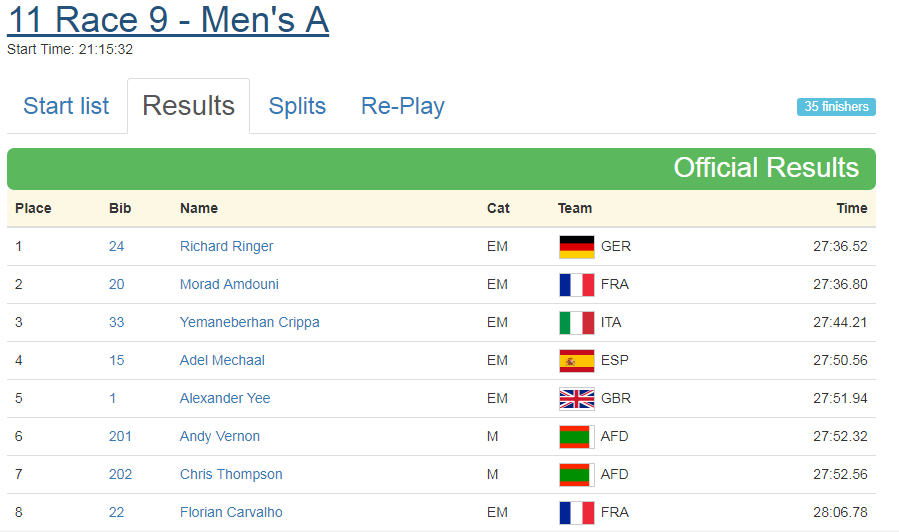 11 Race 9 - Men's A
Start Time: 21:15:32
Start list Results Splits Re-Play 35 finishers
Official Results
Place Bib Name Cat Team Time
1 24 Richard Ringer EM GER 27:36.52
2 20 Morad Amdouni EM FRA 27:36.80
3 33 Yemaneberhan Crippa EM ITA 27:44.21
4 15 Adel Mechaal EM ESP 27:50.56
5 1 Alexander Yee EM GBR 27:51.94
6 201 Andy Vernon M AFD 27:52.32
7 202 Chris Thompson M AFD 27:52.56
8 22 Florian Carvalho EM FRA 28:06.78